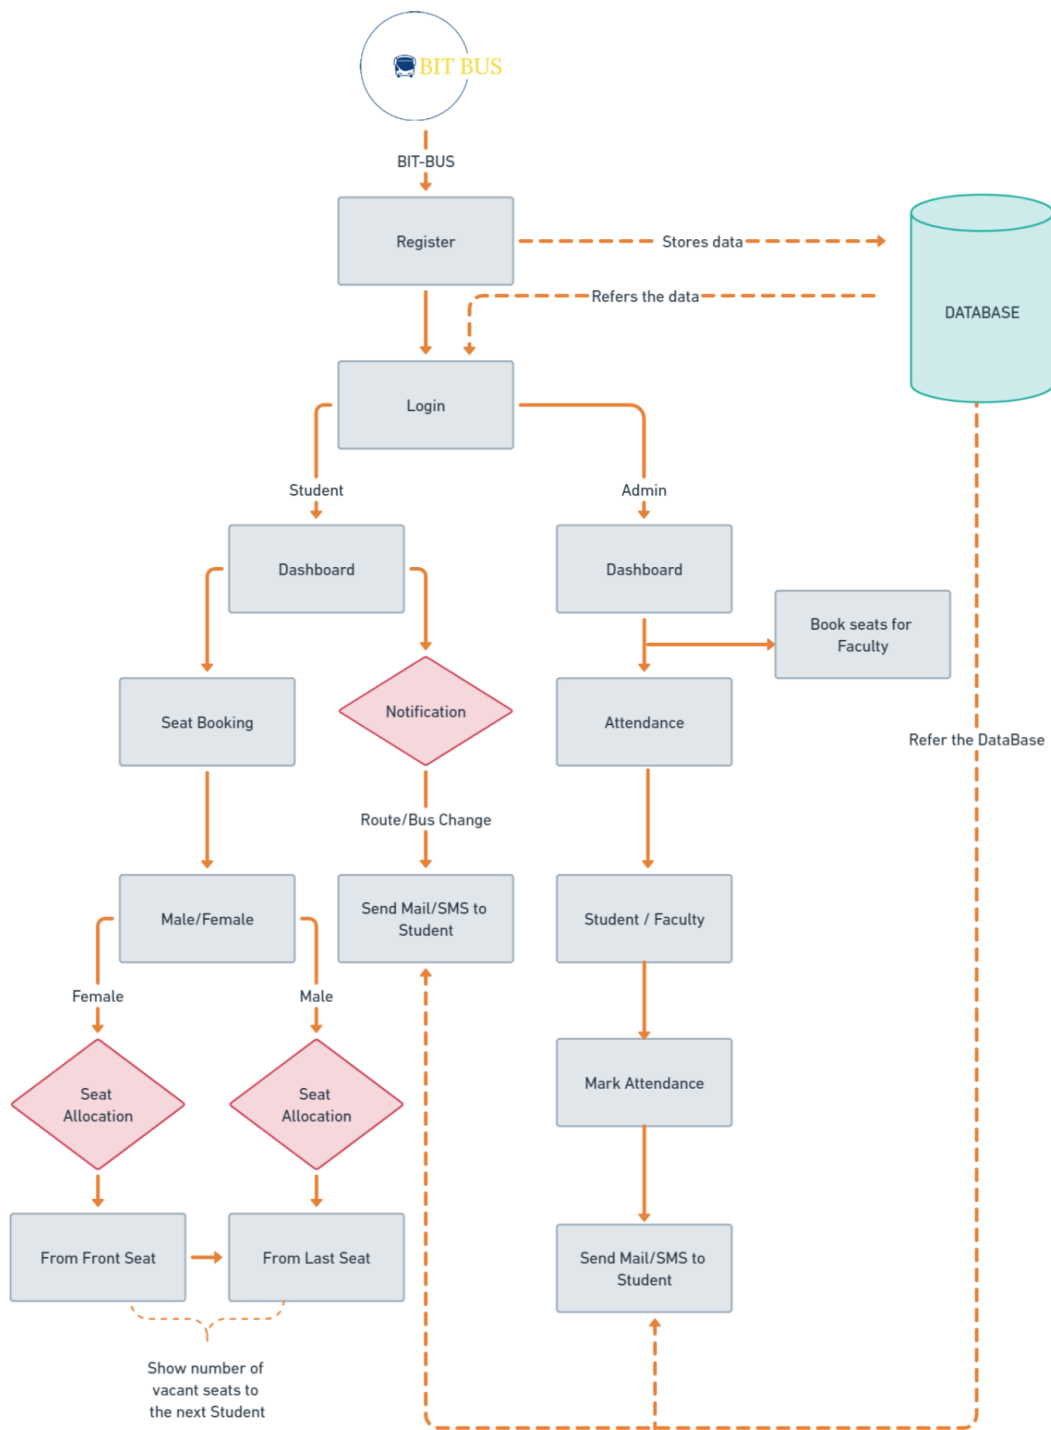 BIT BUS
BIT-BUS
Register
Stores data
Refers the data
DATABASE
Login
Student
Admin
Dashboard
Dashboard
Book seats for
Faculty
Seat Booking
Notification
Attendance
Refer the DataBase
Route/Bus Change
Male/Female
Send Mail/SMS to
Student
Student / Faculty
Female
Male
Seat
Allocation
Seat
Allocation
Mark Attendance
From Front Seat
From Last Seat
Send Mail/SMS to
Student
Show number of
vacant seats to
the next Student